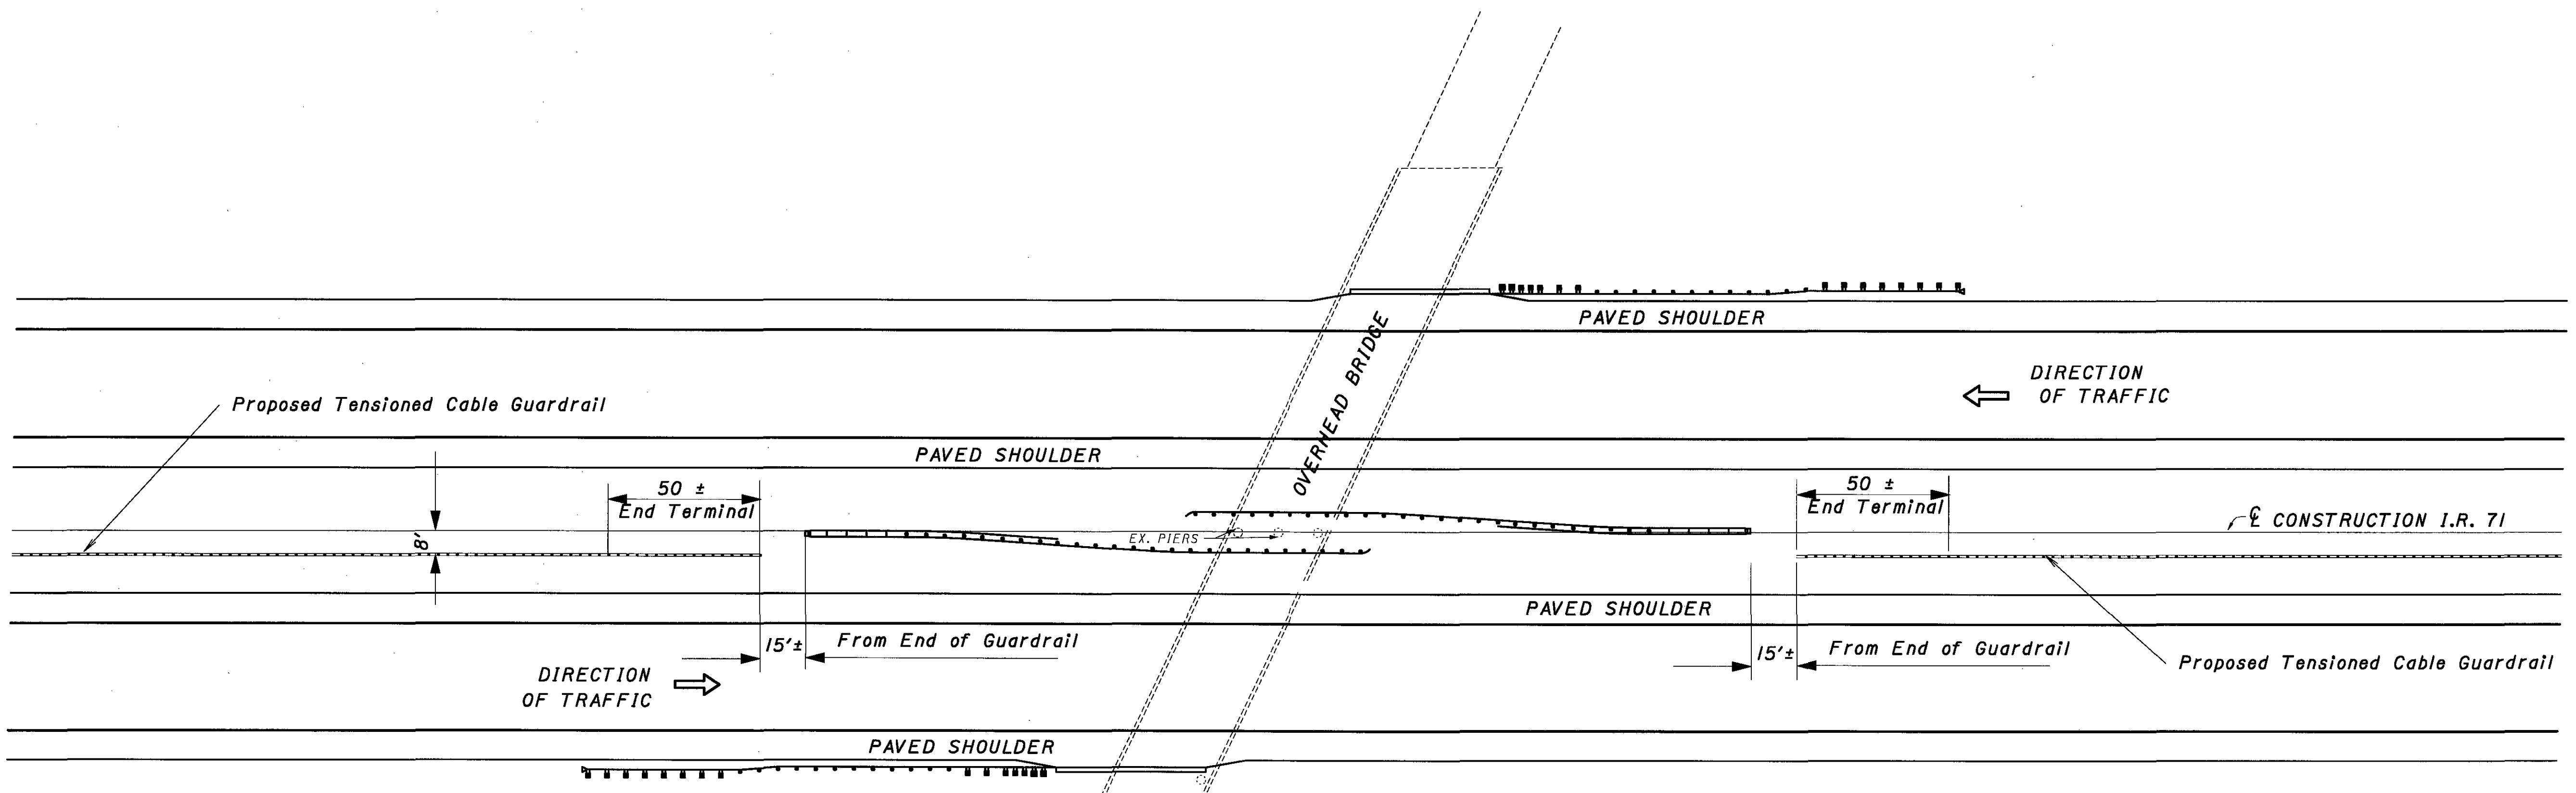 PAVED SHOULDER
OVERHEAD BRIDGE
DIRECTION
OF TRAFFIC
Proposed Tensioned Cable Guardrail
PAVED SHOULDER
50 ±
End Terminal
50 ±
End Terminal
8'
EX. PIERS
℄ CONSTRUCTION I.R. 71
PAVED SHOULDER
15'±
From End of Guardrail
15'±
From End of Guardrail
Proposed Tensioned Cable Guardrail
DIRECTION
OF TRAFFIC
PAVED SHOULDER